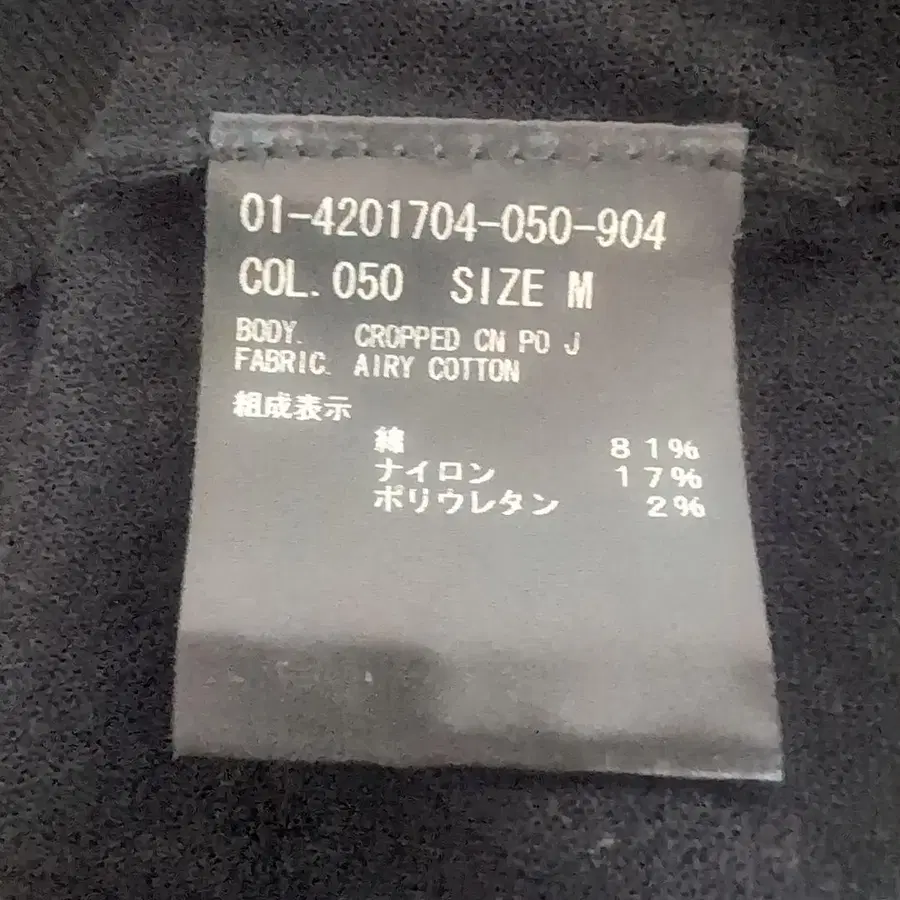 01-4201704-050-904
COL. 050 SIZE M
BODY. CROPPED CN PO J
FABRIC. AIRY COTTON
組成表示
綿 81%
ナイロン 17%
ポリウレタン 2%